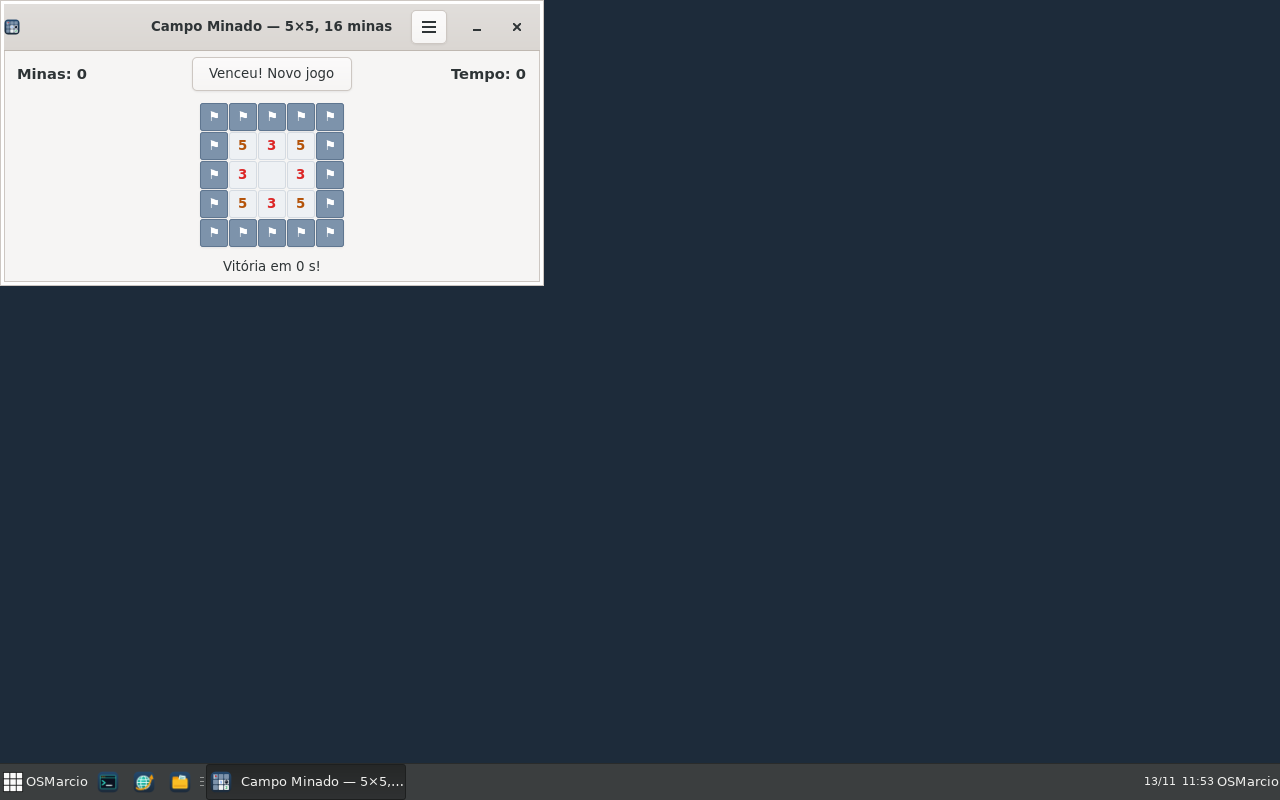 Campo Minado — 5×5, 16 minas
Minas: 0
Venceu! Novo jogo
Tempo: 0
5 3 5
3 3
5 3 5
Vitória em 0 s!
OSMarcio
Campo Minado — 5×5,...
13/11 11:53 OSMarcio